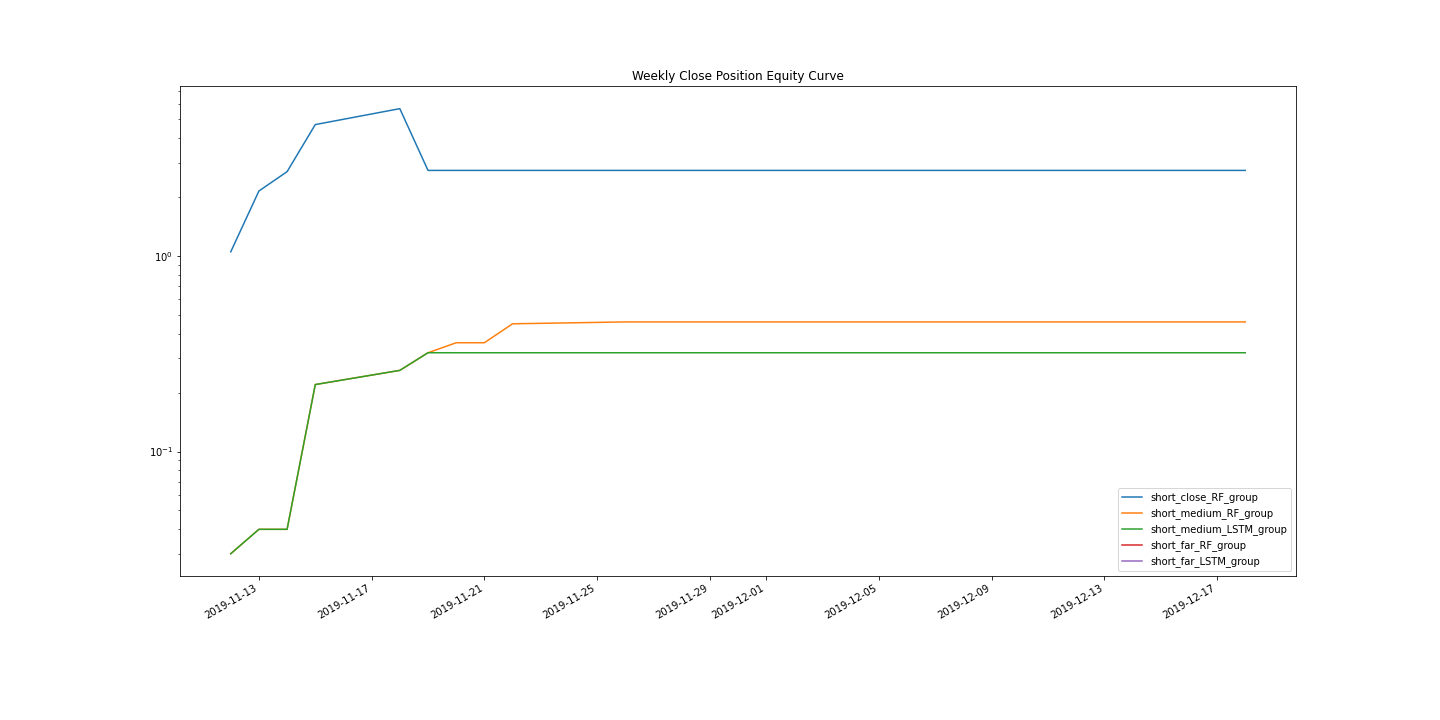 Weekly Close Position Equity Curve
10⁰
10⁻¹
short_close_RF_group
short_medium_RF_group
short_medium_LSTM_group
short_far_RF_group
short_far_LSTM_group
2019-11-13
2019-11-17
2019-11-21
2019-11-25
2019-11-29
2019-12-01
2019-12-05
2019-12-09
2019-12-13
2019-12-17